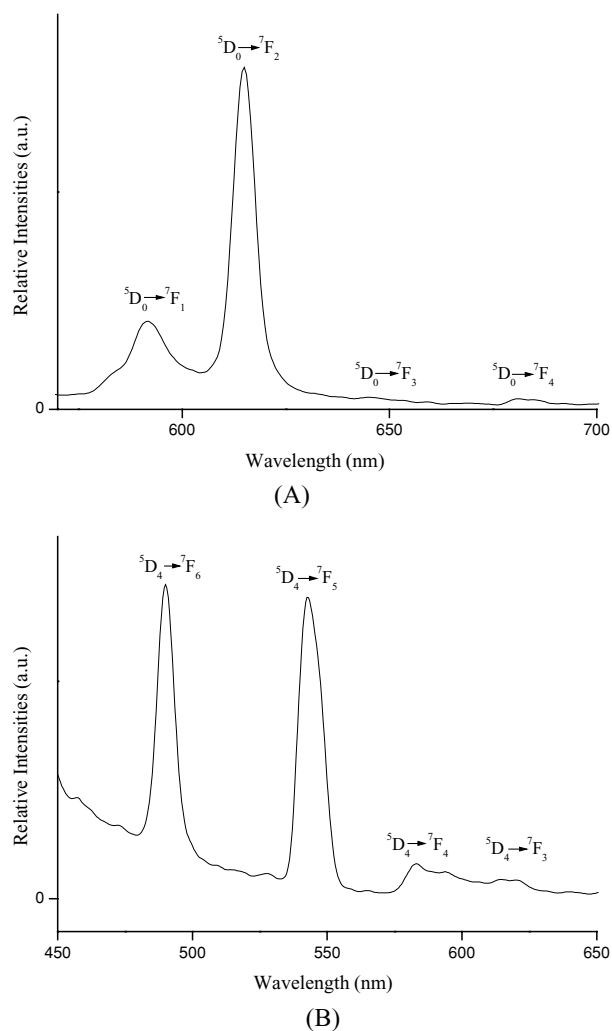 ⁵D₀→⁷F₂
⁵D₀→⁷F₁
⁵D₀→⁷F₃
⁵D₀→⁷F₄
Relative Intensities (a.u.)
0
600
650
700
Wavelength (nm)
(A)
⁵D₄→⁷F₆
⁵D₄→⁷F₅
⁵D₄→⁷F₄
⁵D₄→⁷F₃
Relative Intensities (a.u.)
0
450
500
550
600
650
Wavelength (nm)
(B)